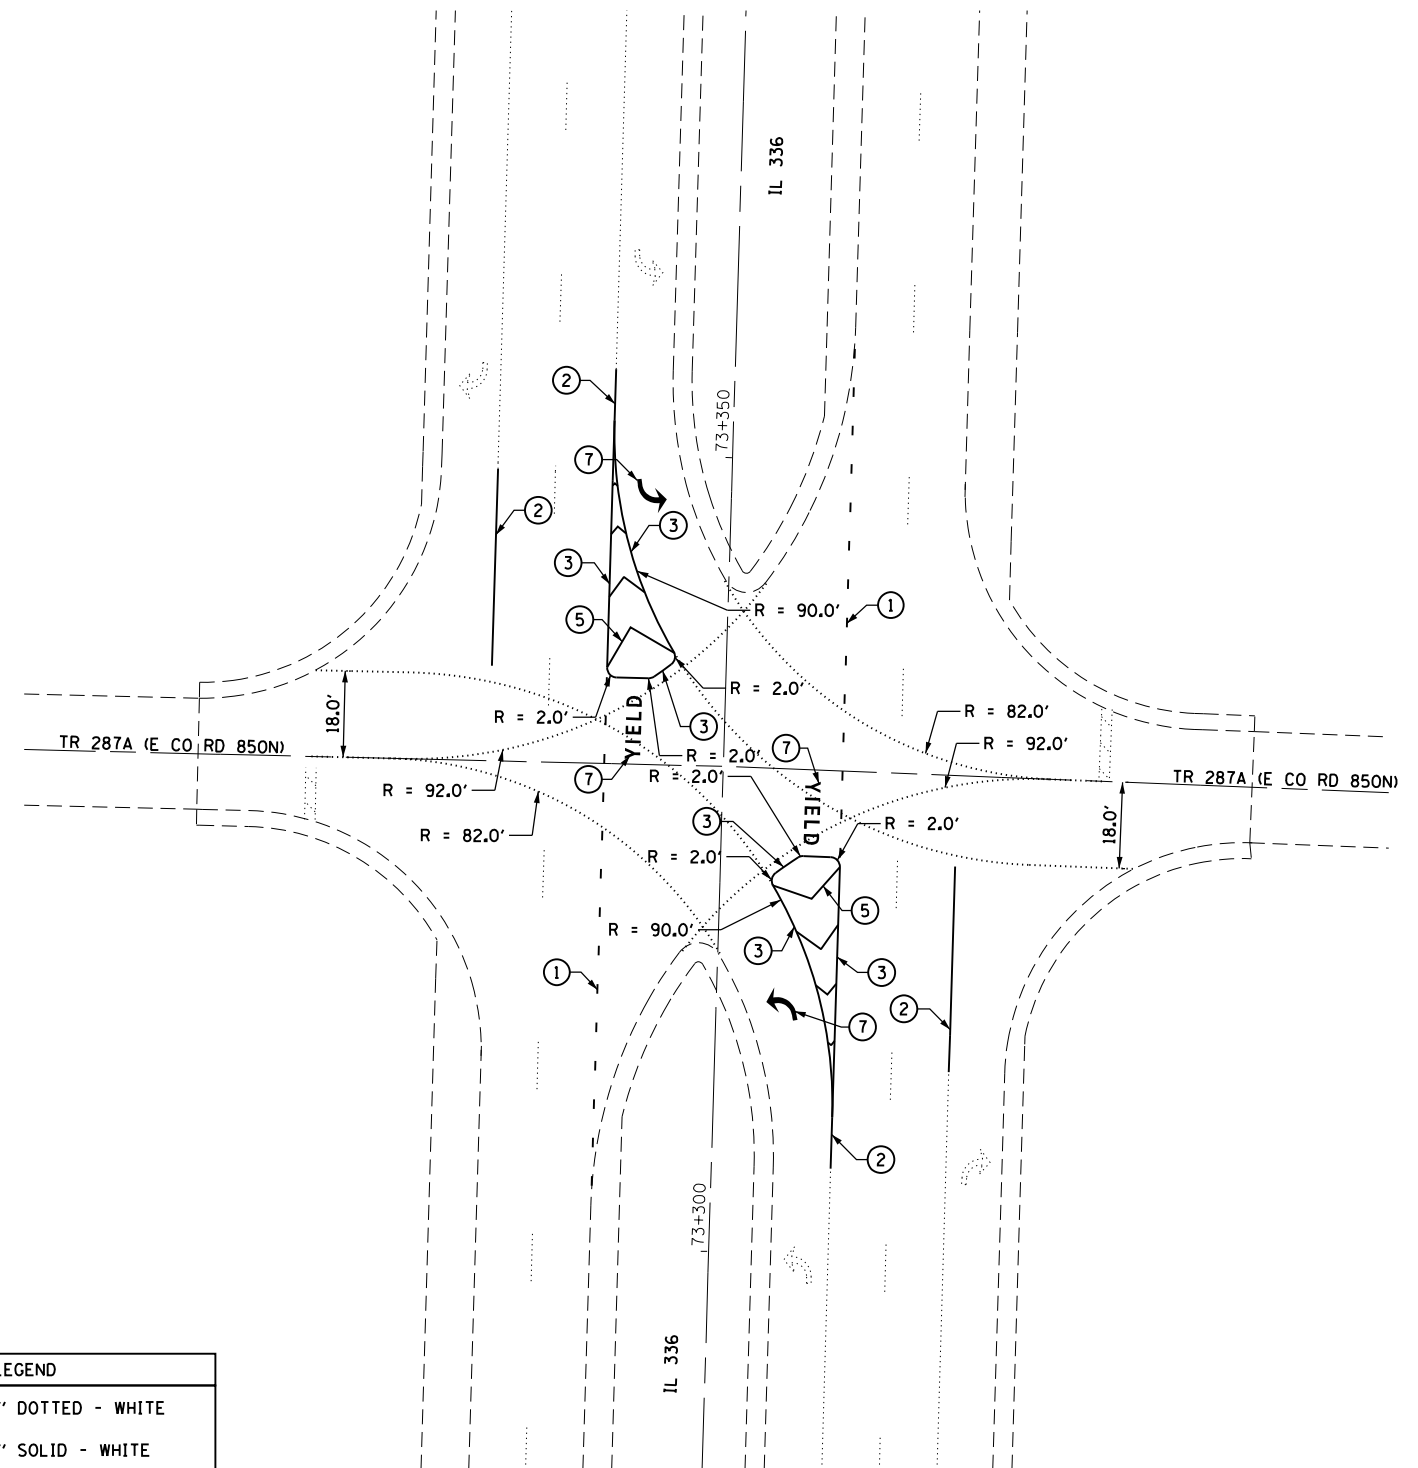 IL 336
2
73+350
7
2
3
3
R = 90.0'
1
5
R = 2.0'
18.0'
R = 2.0'
YIELD
3
R = 82.0'
TR 287A (E CO RD 850N)
R = 2.0'
7
R = 92.0'
7
R = 2.0'
TR 287A (E CO RD 850N)
R = 92.0'
YIELD
3
R = 2.0'
18.0'
R = 82.0'
R = 2.0'
5
R = 90.0'
3
3
1
2
7
2
73+300
IL 336
LEGEND
" DOTTED - WHITE
" SOLID - WHITE